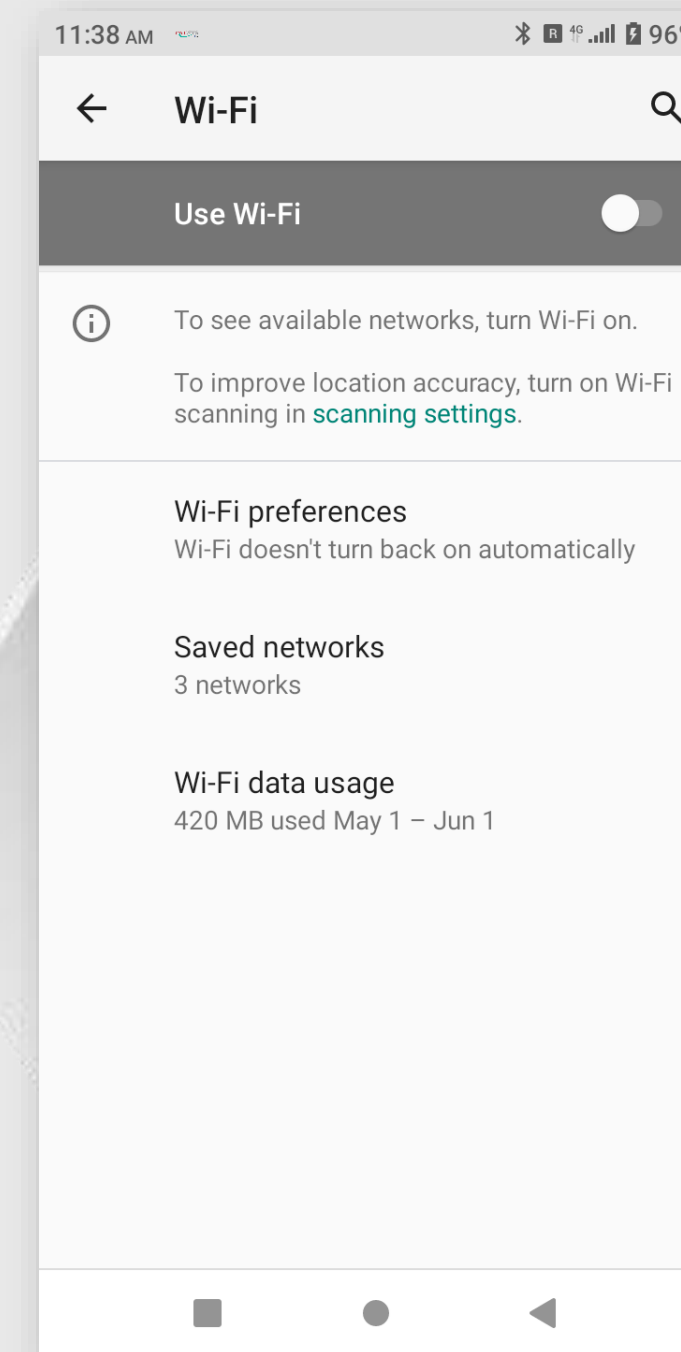 11:38 AM R 4G 96
Wi-Fi
Use Wi-Fi
To see available networks, turn Wi-Fi on.
To improve location accuracy, turn on Wi-Fi
scanning in scanning settings.
Wi-Fi preferences
Wi-Fi doesn't turn back on automatically
Saved networks
3 networks
Wi-Fi data usage
420 MB used May 1 – Jun 1